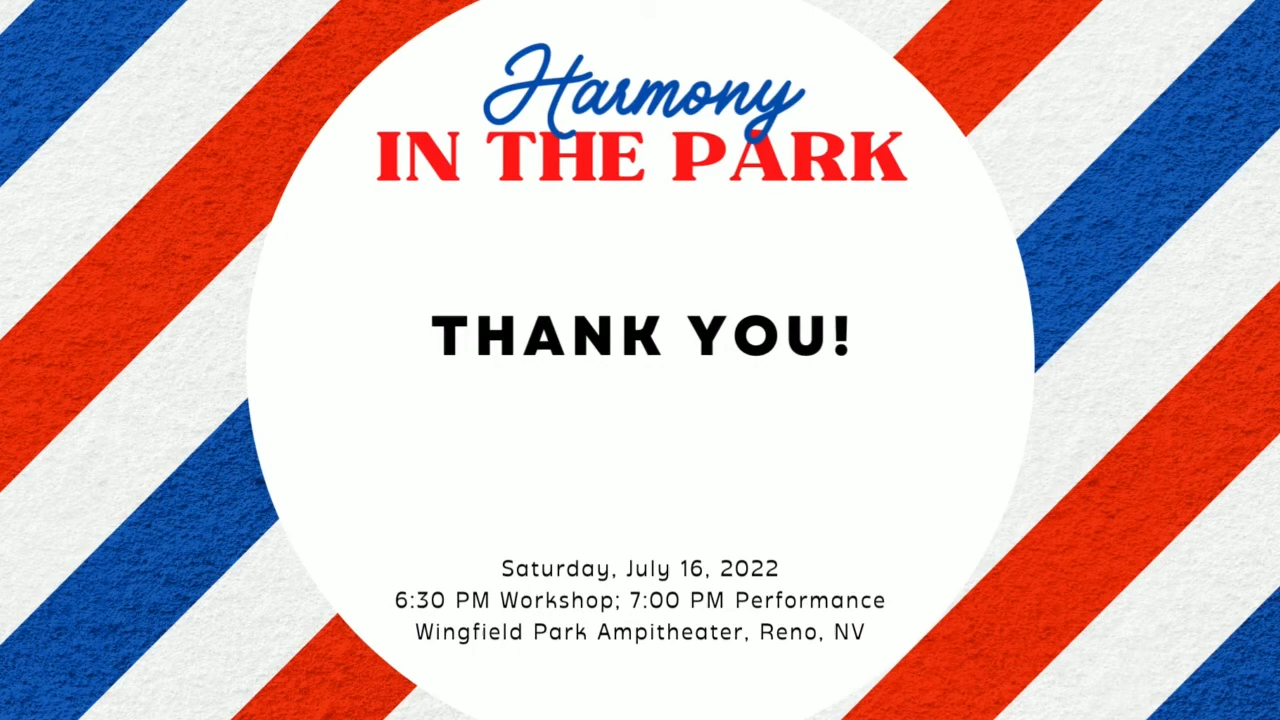 Harmony
IN THE PARK
THANK YOU!
Saturday, July 16, 2022
6:30 PM Workshop; 7:00 PM Performance
Wingfield Park Ampitheater, Reno, NV